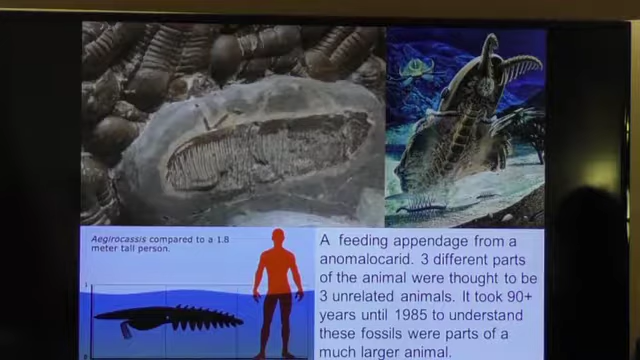 Aegirocassis compared to a 1.8
meter tall person.
A feeding appendage from a
anomalocarid. 3 different parts
of the animal were thought to be
3 unrelated animals. It took 90+
years until 1985 to understand
these fossils were parts of a
much larger animal.